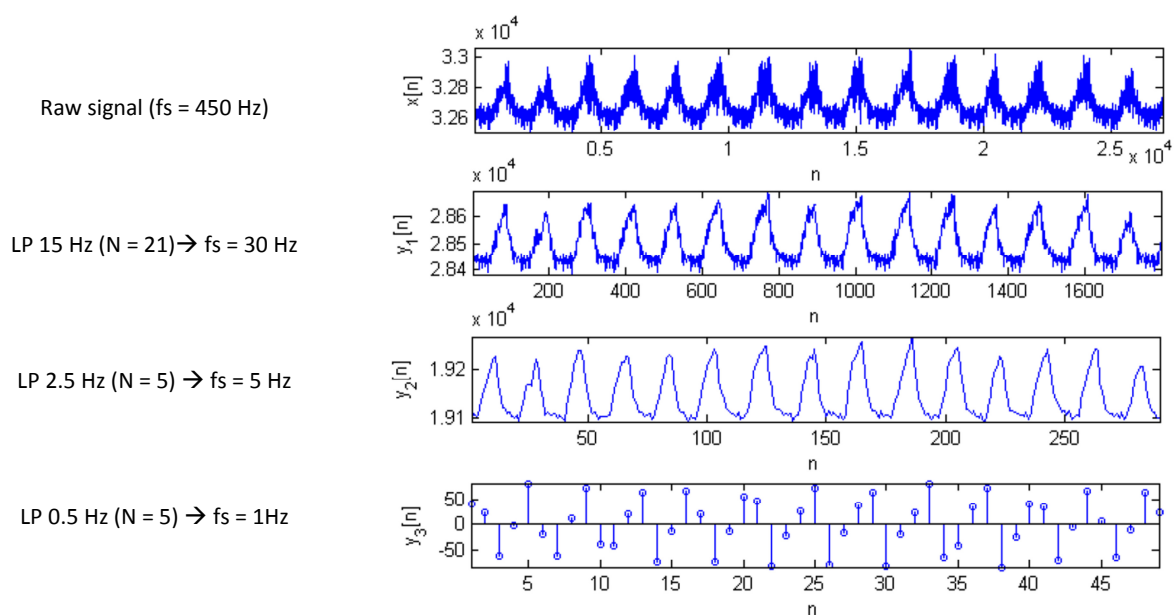 x 10^4
3.3
3.28
3.26
x[n]
Raw signal (fs = 450 Hz)
0.5 1 1.5 2 2.5
x 10^4
n
x 10^4
2.86
2.85
2.84
y_1[n]
LP 15 Hz (N = 21)→ fs = 30 Hz
200 400 600 800 1000 1200 1400 1600
n
x 10^4
1.92
1.91
y_2[n]
LP 2.5 Hz (N = 5) → fs = 5 Hz
50 100 150 200 250
n
50
0
-50
y_3[n]
LP 0.5 Hz (N = 5) → fs = 1Hz
5 10 15 20 25 30 35 40 45
n